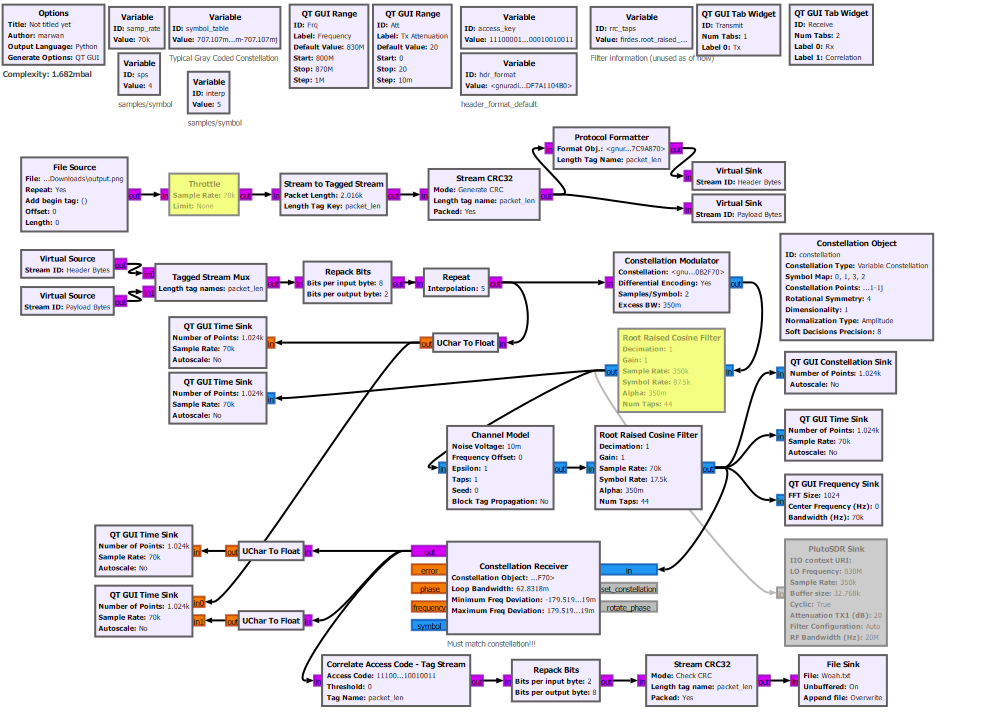 Options
Title: Not titled yet
Author: marwan
Output Language: Python
Generate Options: QT GUI
Complexity: 1.682mbal
Variable
ID: samp_rate
Value: 70k
Variable
ID: symbol_table
Value: 707.107m...m-707.107mj
Typical Gray Coded Constellation
Variable
ID: sps
Value: 4
samples/symbol
Variable
ID: interp
Value: 5
samples/symbol
QT GUI Range
ID: Frq
Label: Frequency
Default Value: 830M
Start: 800M
Stop: 870M
Step: 1M
QT GUI Range
ID: Att
Label: Tx Attenuation
Default Value: 20
Start: 0
Stop: 20
Step: 10m
Variable
ID: access_key
Value: 11100001...00010010011
Variable
ID: hdr_format
Value: <gnuradi...DF7A1104B0>
header_format_default
Variable
ID: rrc_taps
Value: firdes.root_raised_...
Filter information (unused as of now)
QT GUI Tab Widget
ID: Transmit
Num Tabs: 1
Label 0: Tx
QT GUI Tab Widget
ID: Receive
Num Tabs: 2
Label 0: Rx
Label 1: Correlation
File Source
File: ...Downloads\output.png
Repeat: Yes
Add begin tag: ()
Offset: 0
Length: 0
out
in
Throttle
Sample Rate: 70k
Limit: None
out
in
Stream to Tagged Stream
Packet Length: 2.016k
Length Tag Key: packet_len
out
in
Stream CRC32
Mode: Generate CRC
Length tag name: packet_len
Packed: Yes
out
in
Protocol Formatter
Format Obj.: <gnur...7C9A870>
Length Tag Name: packet_len
out
in
Virtual Sink
Stream ID: Header Bytes
in
Virtual Sink
Stream ID: Payload Bytes
Virtual Source
Stream ID: Header Bytes
out
Virtual Source
Stream ID: Payload Bytes
out
in0
in1
Tagged Stream Mux
Length tag names: packet_len
out
in
Repack Bits
Bits per input byte: 8
Bits per output byte: 2
out
in
Repeat
Interpolation: 5
out
in
Constellation Modulator
Constellation: <gnu...0B2F70>
Differential Encoding: Yes
Samples/Symbol: 2
Excess BW: 350m
out
Constellation Object
ID: constellation
Constellation Type: Variable Constellation
Symbol Map: 0, 1, 3, 2
Constellation Points: ...1-1j
Rotational Symmetry: 4
Dimensionality: 1
Normalization Type: Amplitude
Soft Decisions Precision: 8
QT GUI Time Sink
Number of Points: 1.024k
Sample Rate: 70k
Autoscale: No
in
out
UChar To Float
in
QT GUI Time Sink
Number of Points: 1.024k
Sample Rate: 70k
Autoscale: No
in
out
Root Raised Cosine Filter
Decimation: 1
Gain: 1
Sample Rate: 350k
Symbol Rate: 87.5k
Alpha: 350m
Num Taps: 44
in
in
QT GUI Constellation Sink
Number of Points: 1.024k
Autoscale: No
in
Channel Model
Noise Voltage: 10m
Frequency Offset: 0
Epsilon: 1
Taps: 1
Seed: 0
Block Tag Propagation: No
out
in
Root Raised Cosine Filter
Decimation: 1
Gain: 1
Sample Rate: 70k
Symbol Rate: 17.5k
Alpha: 350m
Num Taps: 44
out
in
QT GUI Time Sink
Number of Points: 1.024k
Sample Rate: 70k
Autoscale: No
in
QT GUI Frequency Sink
FFT Size: 1024
Center Frequency (Hz): 0
Bandwidth (Hz): 70k
QT GUI Time Sink
Number of Points: 1.024k
Sample Rate: 70k
Autoscale: No
in
out
UChar To Float
in
QT GUI Time Sink
Number of Points: 1.024k
Sample Rate: 70k
Autoscale: No
in0
in1
out
UChar To Float
in
out
error
phase
frequency
symbol
Constellation Receiver
Constellation Object: ...F70>
Loop Bandwidth: 62.8318m
Minimum Freq Deviation: -179.519...19m
Maximum Freq Deviation: 179.519...19m
in
set_constellation
rotate_phase
Must match constellation!!!
in
PlutoSDR Sink
IIO context URI:
LO Frequency: 830M
Sample Rate: 350k
Buffer size: 32.768k
Cyclic: True
Attenuation TX1 (dB): 20
Filter Configuration: Auto
RF Bandwidth (Hz): 20M
in
Correlate Access Code - Tag Stream
Access Code: 11100...10010011
Threshold: 0
Tag Name: packet_len
out
in
Repack Bits
Bits per input byte: 2
Bits per output byte: 8
out
in
Stream CRC32
Mode: Check CRC
Length tag name: packet_len
Packed: Yes
out
in
File Sink
File: Woah.txt
Unbuffered: On
Append file: Overwrite